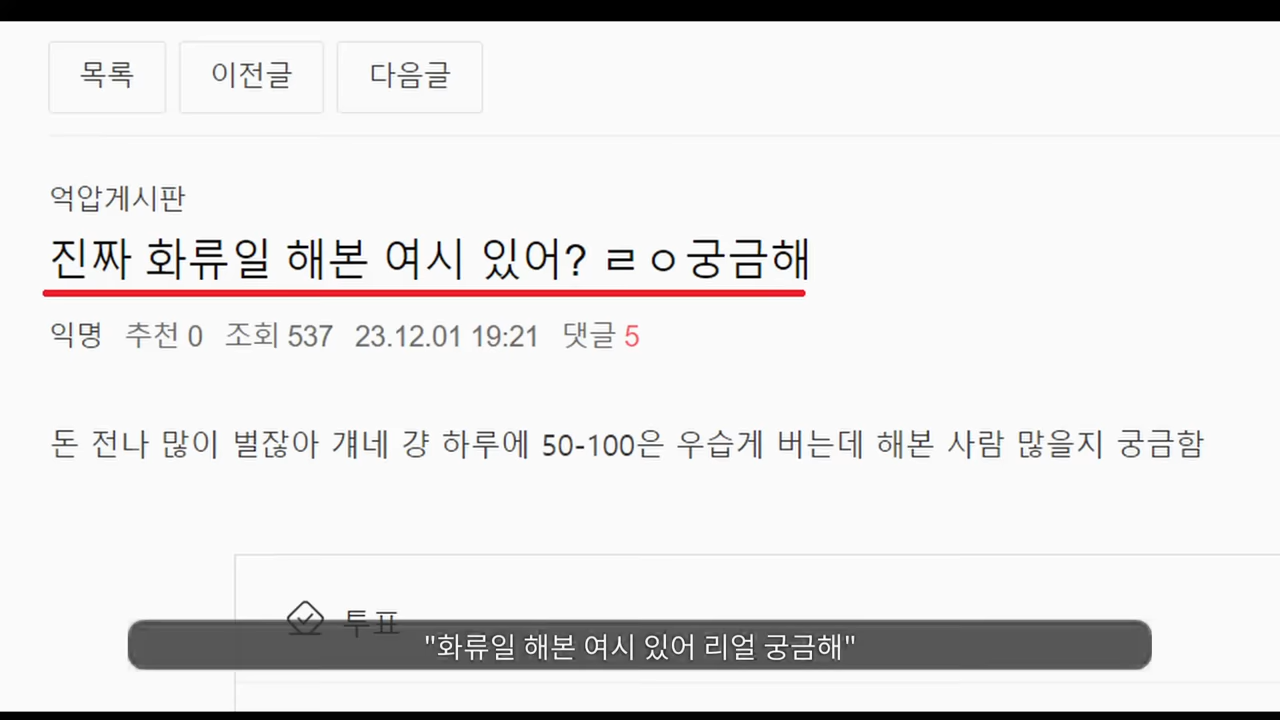 목록 이전글 다음글
억압게시판
진짜 화류일 해본 여시 있어? ㄹㅇ궁금해
익명 추천 0 조회 537 23.12.01 19:21 댓글 5
돈 전나 많이 벌잖아 걔네 걍 하루에 50-100은 우습게 버는데 해본 사람 많을지 궁금함
투표
"화류일 해본 여시 있어 리얼 궁금해"